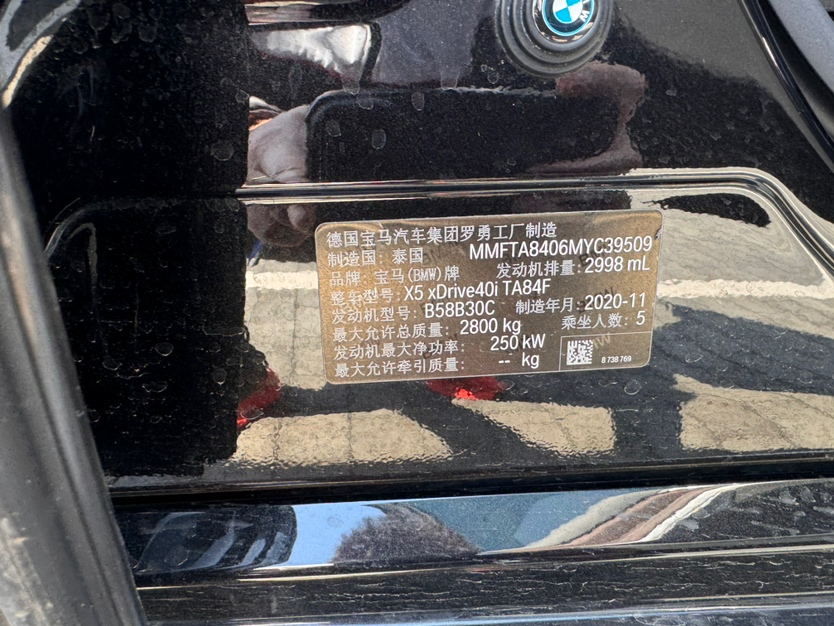 德国宝马汽车集团罗勇工厂制造
制造国：泰国 MMFTA8406MYC39509
品牌：宝马(BMW)牌 发动机排量：2998 mL
整车型号：X5 xDrive40i TA84F
发动机型号：B58B30C 制造年月：2020-11
最大允许总质量：2800 kg 乘坐人数：5
发动机最大净功率：250 kW
最大允许牵引质量：-- kg
8 738 769